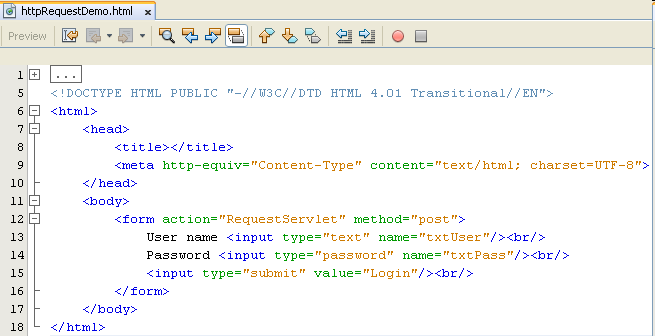 httpRequestDemo.html x
Preview
1 ...
5 <!DOCTYPE HTML PUBLIC "-//W3C//DTD HTML 4.01 Transitional//EN">
6 <html>
7 <head>
8 <title></title>
9 <meta http-equiv="Content-Type" content="text/html; charset=UTF-8">
10 </head>
11 <body>
12 <form action="RequestServlet" method="post">
13 User name <input type="text" name="txtUser"/><br/>
14 Password <input type="password" name="txtPass"/><br/>
15 <input type="submit" value="Login"/><br/>
16 </form>
17 </body>
18 </html>